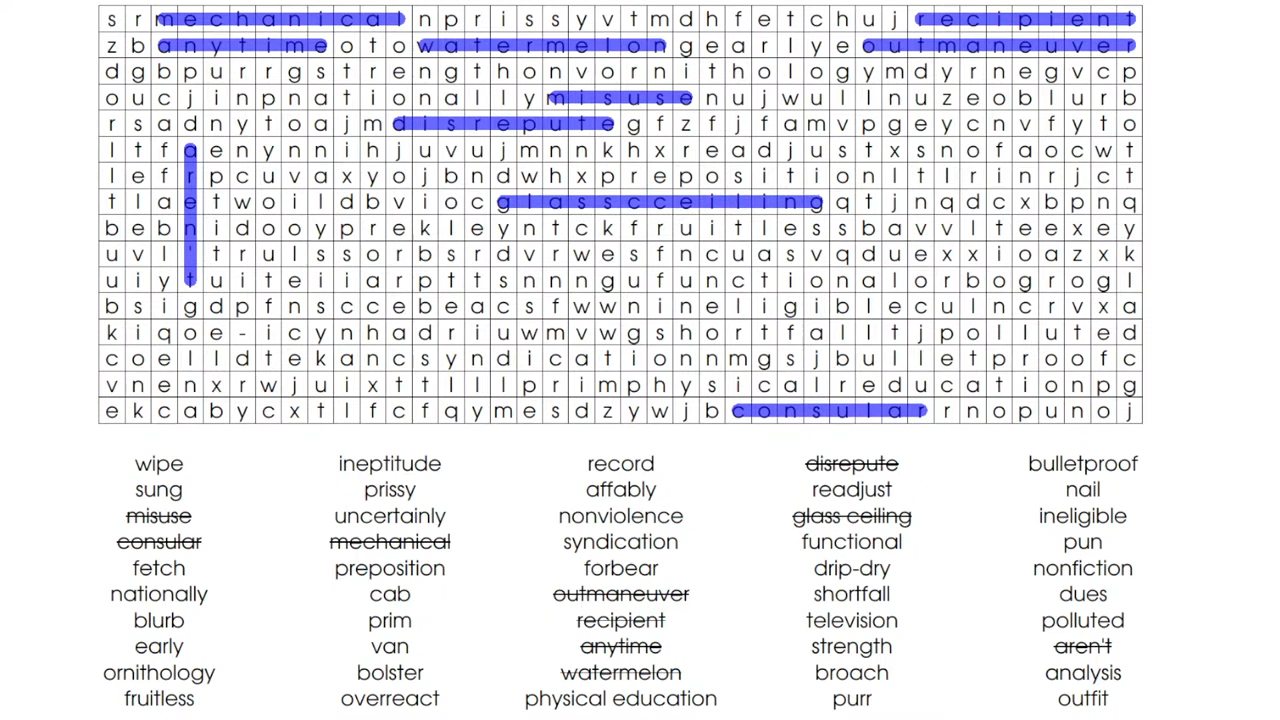 s r m e c h a n i c a l n p r i s s y v t m d h f e t c h u j r e c i p i e n t
z b a n y t i m e o t o w a t e r m e l o n g e a r l y e o u t m a n e u v e r
d g b p u r r g s t r e n g t h o n v o r n i t h o l o g y m d y r n e g v c p
o u c j i n p n a t i o n a l l y m i s u s e n u j w u l l n u z e o b l u r b
r s a d n y t o a j m d i s r e p u t e g f z f j f a m v p g e y c n v f y t o
l t f a e n y n n i h j u v u j m n n k h x r e a d j u s t x s n o f a o c w t
l e f r p c u v a x y o j b n d w h x p r e p o s i t i o n l t l r i n r j c t
t l a e t w o i l d b v i o c g l a s s c c e i l i n g q t j n q d c x b p n q
b e b n i d o o y p r e k l e y n t c k f r u i t l e s s b a v v l t e e x e y
u v l ' t r u l s s o r b s r d v r w e s f n c u a s v q d u e x x i o a z x k
u i y t u i t e i i a r p t t s n n n g u f u n c t i o n a l o r b o g r o g l
b s i g d p f n s c c e b e a c s f w w n i n e l i g i b l e c u l n c r v x a
k i q o e - i c y n h a d r i u w m v w g s h o r t f a l l t j p o l l u t e d
c o e l l d t e k a n c s y n d i c a t i o n n m g s j b u l l e t p r o o f c
v n e n x r w j u i x t t l l l p r i m p h y s i c a l r e d u c a t i o n p g
e k c a b y c x t l f c f q y m e s d z y w j b c o n s u l a r r n o p u n o j
wipe ineptitude record disrepute bulletproof
sung prissy affably readjust nail
misuse uncertainly nonviolence glass ceiling ineligible
consular mechanical syndication functional pun
fetch preposition forbear drip-dry nonfiction
nationally cab outmaneuver shortfall dues
blurb prim recipient television polluted
early van anytime strength aren't
ornithology bolster watermelon broach analysis
fruitless overreact physical education purr outfit